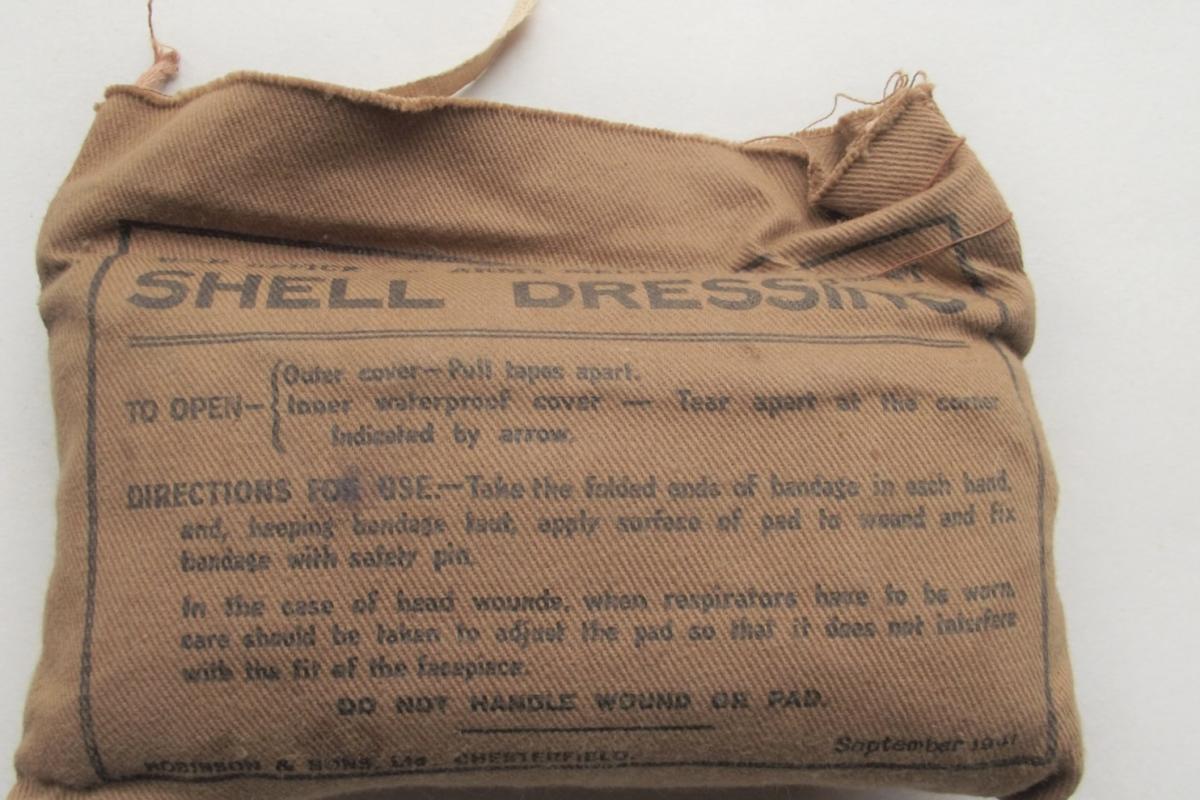 SHELL DRESSING
Outer cover—Pull tapes apart.
TO OPEN— Inner waterproof cover — Tear apart at the corner
Indicated by arrow.
DIRECTIONS FOR USE.—Take the folded ends of bandage in each hand,
and, keeping bandage taut, apply surface of pad to wound and fix
bandage with safety pin.
In the case of head wounds, when respirators have to be worn,
care should be taken to adjust the pad so that it does not interfere
with the fit of the facepiece.
DO NOT HANDLE WOUND OR PAD.
September 1941
ROBINSON & SONS, Ltd., CHESTERFIELD.